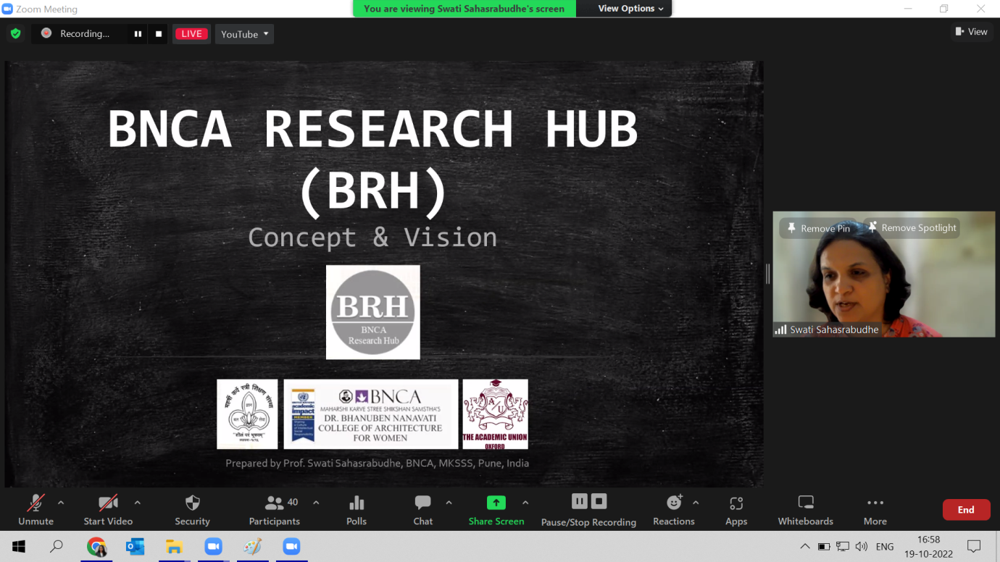 Zoom Meeting
You are viewing Swati Sahasrabudhe's screen
View Options
Recording...
LIVE
YouTube
View
BNCA RESEARCH HUB
(BRH)
Concept & Vision
BRH
BNCA
Research Hub
महर्षी कर्वे स्त्री शिक्षण संस्था
BNCA
MAHARSHI KARVE STREE SHIKSHAN SAMSTHA'S
DR. BHANUBEN NANAVATI
COLLEGE OF ARCHITECTURE
FOR WOMEN
academic
impact
MEMBER
A U
THE ACADEMIC UNION
OXFORD
Prepared by Prof. Swati Sahasrabudhe, BNCA, MKSSS, Pune, India
Remove Pin
Remove Spotlight
Swati Sahasrabudhe
Unmute
Start Video
Security
40
Participants
Polls
Chat
Share Screen
Pause/Stop Recording
Reactions
Apps
Whiteboards
More
End
ENG
16:58
19-10-2022